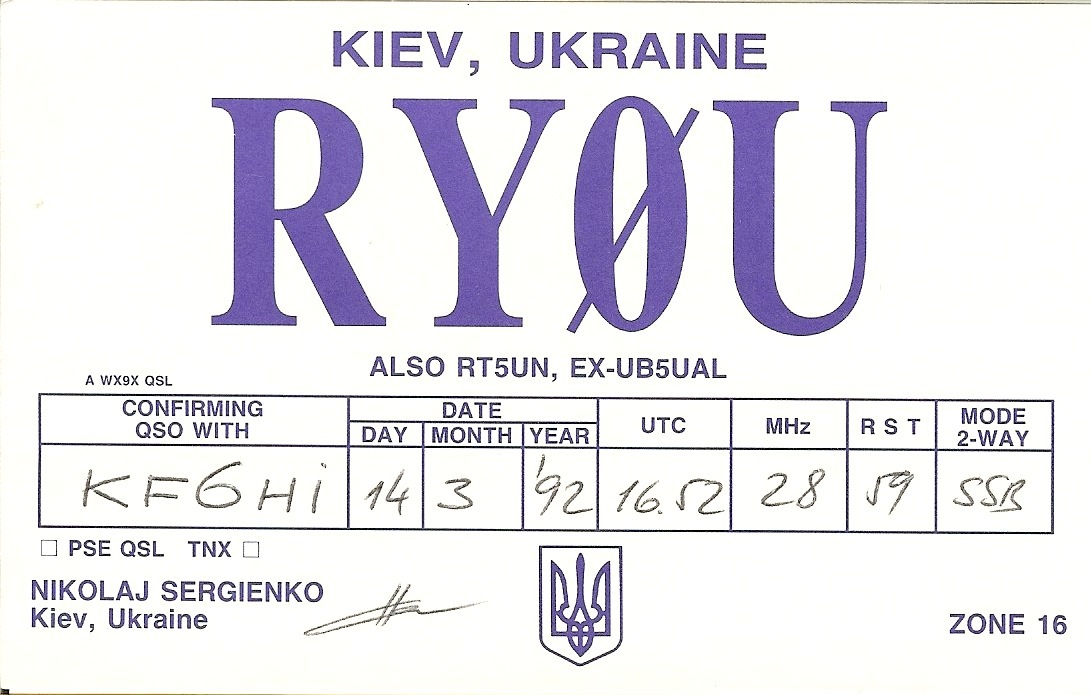 KIEV, UKRAINE
RYØU
ALSO RT5UN, EX-UB5UAL
A WX9X QSL
CONFIRMING QSO WITH DATE DAY MONTH YEAR UTC MHz R S T MODE 2-WAY
KF6HI 14 3 '92 16.52 28 59 SSB
□ PSE QSL TNX □
NIKOLAJ SERGIENKO
Kiev, Ukraine
ZONE 16